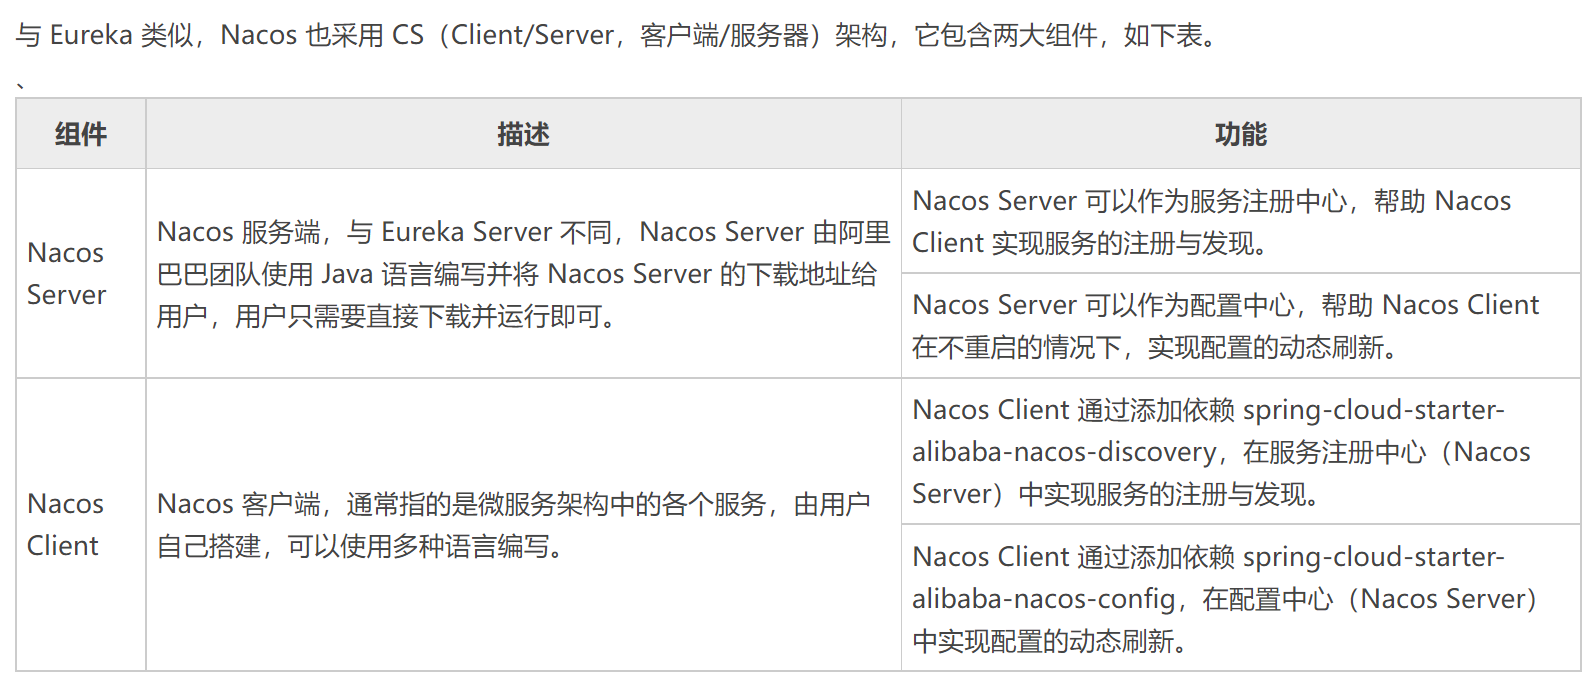 与 Eureka 类似，Nacos 也采用 CS（Client/Server，客户端/服务器）架构，它包含两大组件，如下表。
、
组件
描述
功能
Nacos
Server
Nacos 服务端，与 Eureka Server 不同，Nacos Server 由阿里
巴巴团队使用 Java 语言编写并将 Nacos Server 的下载地址给
用户，用户只需要直接下载并运行即可。
Nacos Server 可以作为服务注册中心，帮助 Nacos
Client 实现服务的注册与发现。
Nacos Server 可以作为配置中心，帮助 Nacos Client
在不重启的情况下，实现配置的动态刷新。
Nacos
Client
Nacos 客户端，通常指的是微服务架构中的各个服务，由用户
自己搭建，可以使用多种语言编写。
Nacos Client 通过添加依赖 spring-cloud-starter-
alibaba-nacos-discovery，在服务注册中心（Nacos
Server）中实现服务的注册与发现。
Nacos Client 通过添加依赖 spring-cloud-starter-
alibaba-nacos-config，在配置中心（Nacos Server）
中实现配置的动态刷新。